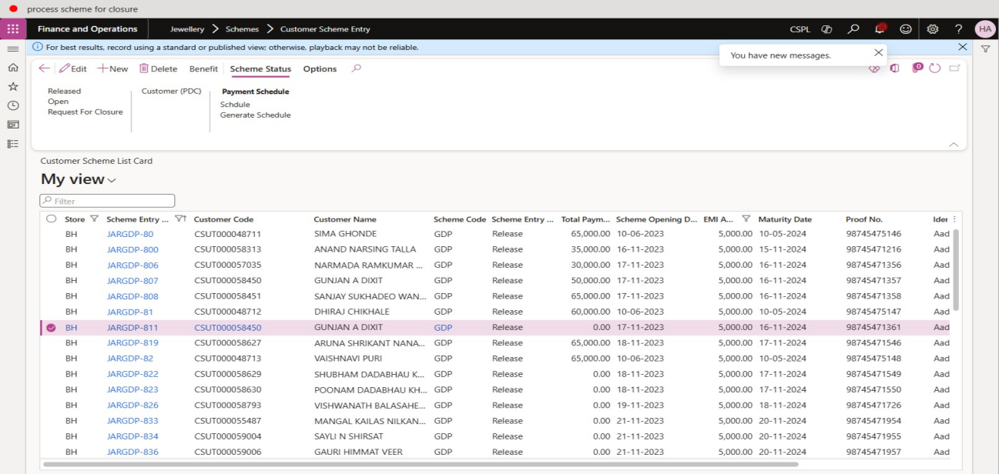 process scheme for closure
Finance and Operations Jewellery > Schemes > Customer Scheme Entry CSPL ? HA
For best results, record using a standard or published view; otherwise, playback may not be reliable.
You have new messages.
Edit New Delete Benefit Scheme Status Options 0
Released Customer (PDC) Payment Schedule
Open Schdule
Request For Closure Generate Schedule
Customer Scheme List Card
My view
Filter
Store Scheme Entry ... Customer Code Customer Name Scheme Code Scheme Entry ... Total Paym... Scheme Opening D... EMI A... Maturity Date Proof No. Ider
BH JARGDP-80 CSUT000048711 SIMA GHONDE GDP Release 65,000.00 10-06-2023 5,000.00 10-05-2024 98745475146 Aad
BH JARGDP-800 CSUT000058313 ANAND NARSING TALLA GDP Release 35,000.00 16-11-2023 5,000.00 15-11-2024 98745471216 Aad
BH JARGDP-806 CSUT000057035 NARMADA RAMKUMAR ... GDP Release 30,000.00 17-11-2023 5,000.00 16-11-2024 98745471356 Aad
BH JARGDP-807 CSUT000058450 GUNJAN A DIXIT GDP Release 50,000.00 17-11-2023 5,000.00 16-11-2024 98745471357 Aad
BH JARGDP-808 CSUT000058451 SANJAY SUKHADEO WAN... GDP Release 65,000.00 17-11-2023 5,000.00 16-11-2024 98745471358 Aad
BH JARGDP-81 CSUT000048712 DHIRAJ CHIKHALE GDP Release 60,000.00 10-06-2023 5,000.00 10-05-2024 98745475147 Aad
BH JARGDP-811 CSUT000058450 GUNJAN A DIXIT GDP Release 0.00 17-11-2023 5,000.00 16-11-2024 98745471361 Aad
BH JARGDP-819 CSUT000058627 ARUNA SHRIKANT NANA... GDP Release 65,000.00 18-11-2023 5,000.00 17-11-2024 98745471546 Aad
BH JARGDP-82 CSUT000048713 VAISHNAVI PURI GDP Release 65,000.00 10-06-2023 5,000.00 10-05-2024 98745475148 Aad
BH JARGDP-822 CSUT000058629 SHUBHAM DADABHAU K... GDP Release 0.00 18-11-2023 5,000.00 17-11-2024 98745471549 Aad
BH JARGDP-823 CSUT000058630 POONAM DADABHAU KH... GDP Release 0.00 18-11-2023 5,000.00 17-11-2024 98745471550 Aad
BH JARGDP-826 CSUT000058793 VISHWANATH BALASAHE... GDP Release 0.00 19-11-2023 5,000.00 18-11-2024 98745471726 Aad
BH JARGDP-833 CSUT000055487 MANGAL KAILAS NILKAN... GDP Release 0.00 21-11-2023 5,000.00 20-11-2024 98745471954 Aad
BH JARGDP-834 CSUT000059004 SAYLI N SHIRSAT GDP Release 0.00 21-11-2023 5,000.00 20-11-2024 98745471955 Aad
BH JARGDP-836 CSUT000059006 GAURI HIMMAT VEER GDP Release 0.00 21-11-2023 5,000.00 20-11-2024 98745471957 Aad